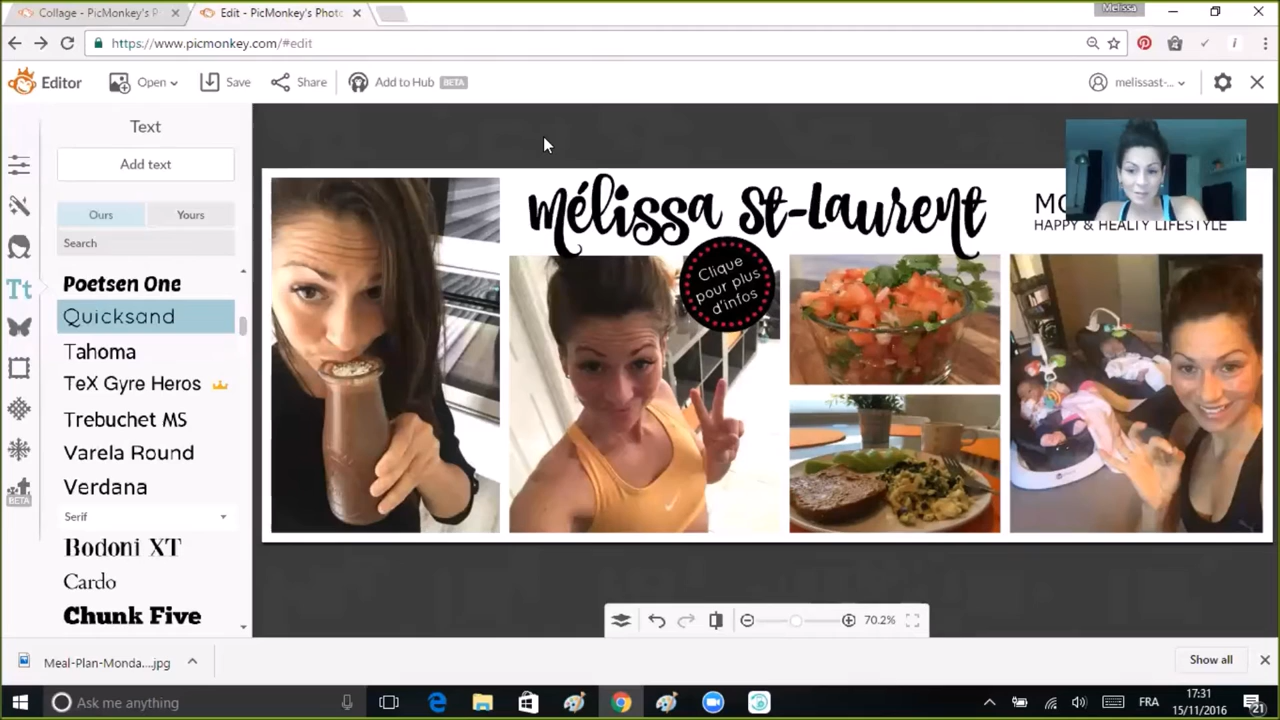 Collage - PicMonkey's P
Edit - PicMonkey's Phot
Melissa
https://www.picmonkey.com/#edit
Editor
Open
Save
Share
Add to Hub BETA
melissast-...
Text
Add text
Ours
Yours
Search
Poetsen One
Quicksand
Tahoma
TeX Gyre Heros
Trebuchet MS
Varela Round
Verdana
Serif
Bodoni XT
Cardo
Chunk Five
Tt
BETA
mélissa St-laurent
HAPPY & HEALTY LIFESTYLE
Clique
pour plus
d'infos
70.2%
Meal-Plan-Monda....jpg
Show all
Ask me anything
FRA
17:31
15/11/2016
21